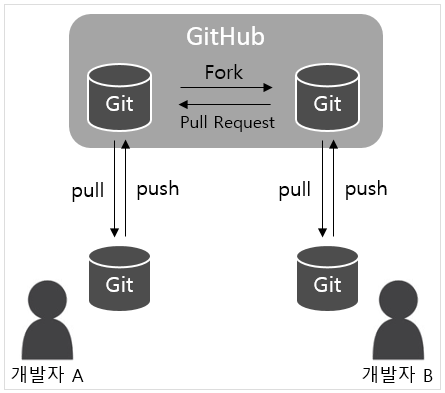 GitHub
Fork
Git
Git
Pull Request
pull
push
pull
push
Git
Git
개발자 A
개발자 B